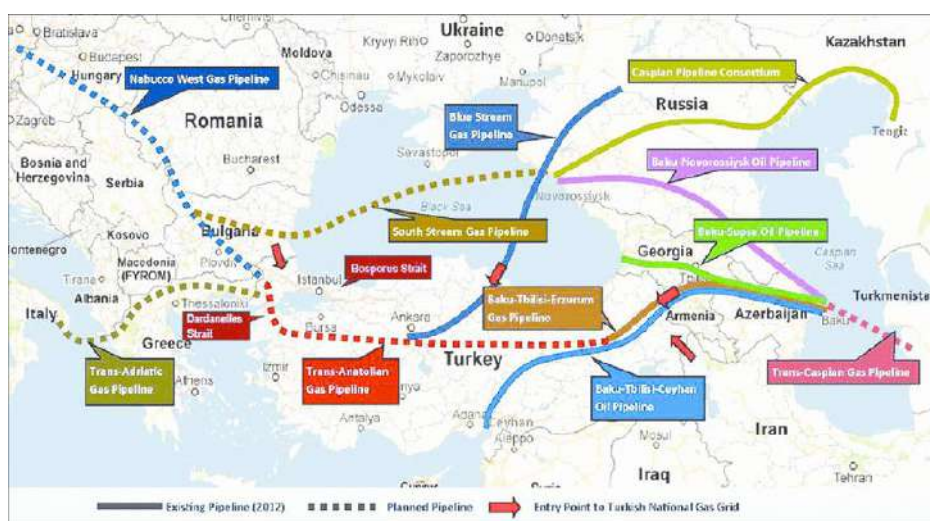 Bratislava
Ukraine
Kryvyi Rih
Donetsk
Kazakhstan
Budapest
Moldova
Zaporozhye
Hungary
Nabucco West Gas Pipeline
Chisinau
Mykolaiv
Caspian Pipeline Consortium
Odessa
Russia
Zagreb
Romania
Blue Stream
Gas Pipeline
Tengiz
Bosnia and
Herzegovina
Bucharest
Sevastopol
Baku-Novorossiysk Oil Pipeline
Serbia
Novorossiysk
Black Sea
Kosovo
Bulgaria
South Stream Gas Pipeline
Baku-Supsa Oil Pipeline
Montenegro
Plovdiv
Georgia
Caspian
Sea
Macedonia
(FYROM)
Tirana
Istanbul
Bosporus Strait
Albania
Thessaloniki
Baku-Tbilisi-Erzurum
Gas Pipeline
Turkmenista
Italy
Dardanelles
Strait
Bursa
Ankara
Armenia
Azerbaijan
Baku
Greece
Turkey
Trans-Adriatic
Gas Pipeline
Izmir
Trans-Anatolian
Gas Pipeline
Baku-Tbilisi-Ceyhan
Oil Pipeline
Trans-Caspian Gas Pipeline
Athens
Antalya
Adana
Ceyhan
Aleppo
Mosul
Iran
Iraq
Tehran
Existing Pipeline (2012)
Planned Pipeline
Entry Point to Turkish National Gas Grid